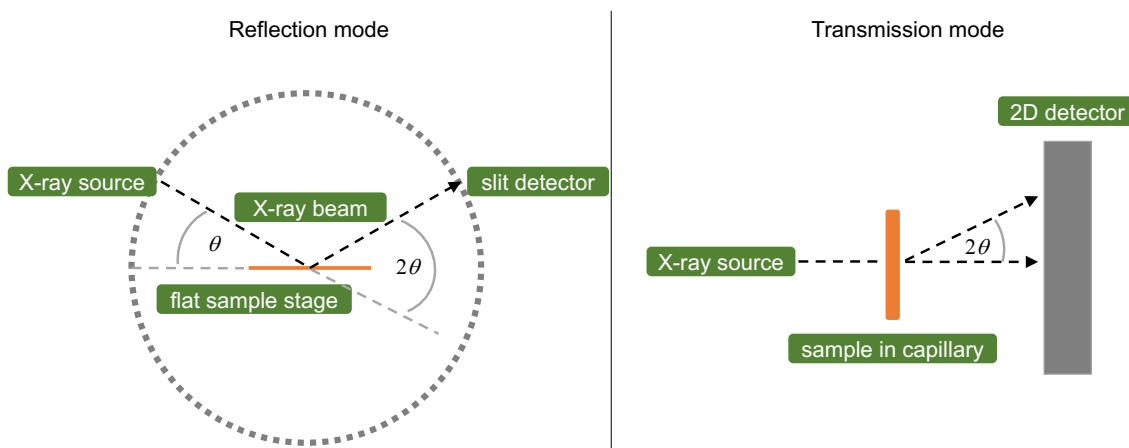 Reflection mode
X-ray source
X-ray beam
slit detector
θ
2θ
flat sample stage
Transmission mode
2D detector
X-ray source
2θ
sample in capillary